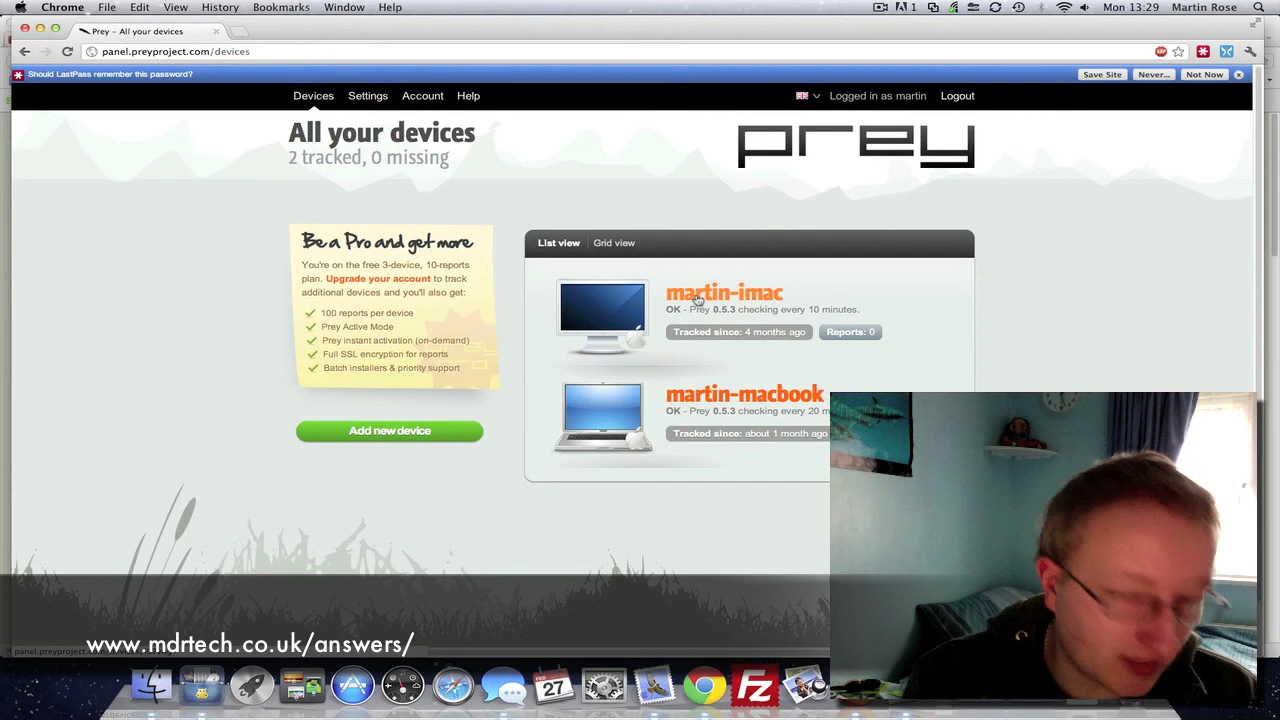 Chrome File Edit View History Bookmarks Window Help
1 Mon 13:29 Martin Rose
Prey – All your devices
panel.preyproject.com/devices
Should LastPass remember this password?
Save Site Never... Not Now
Devices Settings Account Help
Logged in as martin Logout
All your devices
2 tracked, 0 missing
prey
Be a Pro and get more
You're on the free 3-device, 10-reports
plan. Upgrade your account to track
additional devices and you'll also get:
100 reports per device
Prey Active Mode
Prey instant activation (on-demand)
Full SSL encryption for reports
Batch installers & priority support
Add new device
List view Grid view
martin-imac
OK - Prey 0.5.3 checking every 10 minutes.
Tracked since: 4 months ago Reports: 0
martin-macbook
OK - Prey 0.5.3 checking every 20 m
Tracked since: about 1 month ago
www.mdrtech.co.uk/answers/
FEB
27
FZ